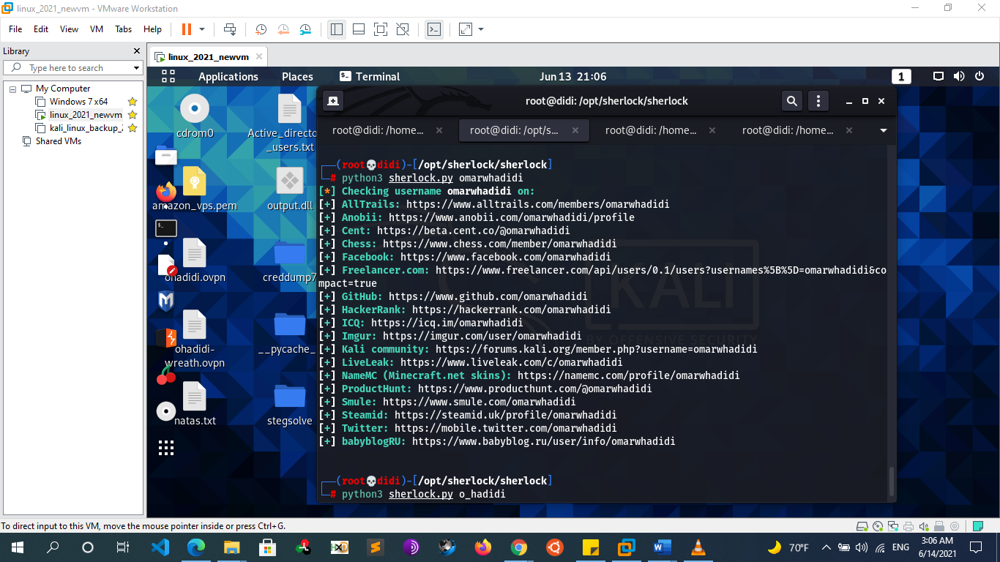 linux_2021_newvm - VMware Workstation
File Edit View VM Tabs Help
Library
Type here to search
My Computer
Windows 7 x64
linux_2021_newvm
kali_linux_backup_2
Shared VMs
linux_2021_newvm
Applications Places Terminal Jun 13 21:06 1
cdrom0
Active_directo
_users.txt
amazon_vps.pem
output.dll
ohadidi.ovpn
creddump7
ohadidi-
wreath.ovpn
__pycache_
natas.txt
stegsolve
root@didi: /opt/sherlock/sherlock
root@didi: /home... root@didi: /opt/s... root@didi: /home... root@didi: /home...
(root💀didi)-[/opt/sherlock/sherlock]
# python3 sherlock.py omarwhadidi
[*] Checking username omarwhadidi on:
[+] AllTrails: https://www.alltrails.com/members/omarwhadidi
[+] Anobii: https://www.anobii.com/omarwhadidi/profile
[+] Cent: https://beta.cent.co/@omarwhadidi
[+] Chess: https://www.chess.com/member/omarwhadidi
[+] Facebook: https://www.facebook.com/omarwhadidi
[+] Freelancer.com: https://www.freelancer.com/api/users/0.1/users?usernames%5B%5D=omarwhadidi&co
mpact=true
[+] GitHub: https://www.github.com/omarwhadidi
[+] HackerRank: https://hackerrank.com/omarwhadidi
[+] ICQ: https://icq.im/omarwhadidi
[+] Imgur: https://imgur.com/user/omarwhadidi
[+] Kali community: https://forums.kali.org/member.php?username=omarwhadidi
[+] LiveLeak: https://www.liveleak.com/c/omarwhadidi
[+] NameMC (Minecraft.net skins): https://namemc.com/profile/omarwhadidi
[+] ProductHunt: https://www.producthunt.com/@omarwhadidi
[+] Smule: https://www.smule.com/omarwhadidi
[+] Steamid: https://steamid.uk/profile/omarwhadidi
[+] Twitter: https://mobile.twitter.com/omarwhadidi
[+] babyblogRU: https://www.babyblog.ru/user/info/omarwhadidi
(root💀didi)-[/opt/sherlock/sherlock]
# python3 sherlock.py o_hadidi
KALI
BY OFFENSIVE SECURITY
To direct input to this VM, move the mouse pointer inside or press Ctrl+G.
70°F ENG 3:06 AM
6/14/2021